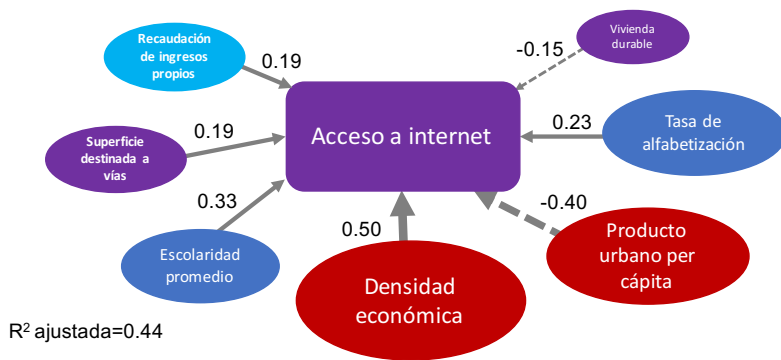 Recaudación
de ingresos
propios
0.19
Vivienda
durable
-0.15
Acceso a internet
Superficie
destinada a
vías
0.19
0.23
Tasa de
alfabetización
0.33
Escolaridad
promedio
0.50
Densidad
económica
-0.40
Producto
urbano per
cápita
R² ajustada=0.44